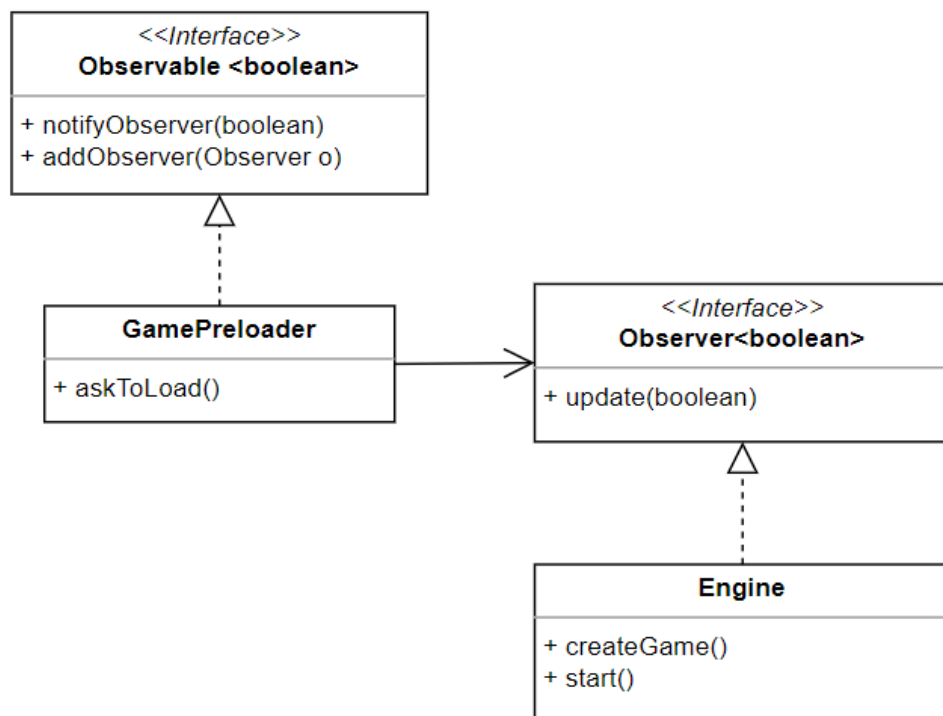 <<Interface>>
Observable <boolean>
+ notifyObserver(boolean)
+ addObserver(Observer o)
GamePreloader
+ askToLoad()
<<Interface>>
Observer<boolean>
+ update(boolean)
Engine
+ createGame()
+ start()